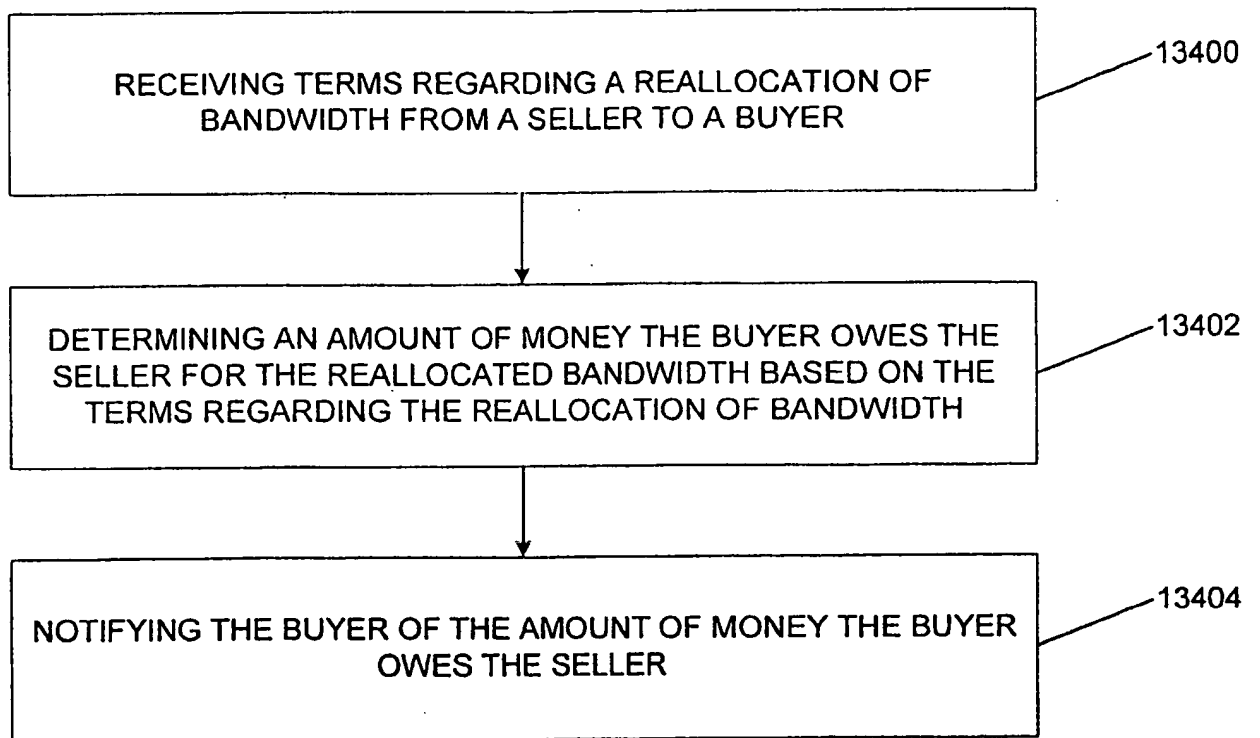 RECEIVING TERMS REGARDING A REALLOCATION OF
BANDWIDTH FROM A SELLER TO A BUYER
13400
DETERMINING AN AMOUNT OF MONEY THE BUYER OWES THE
SELLER FOR THE REALLOCATED BANDWIDTH BASED ON THE
TERMS REGARDING THE REALLOCATION OF BANDWIDTH
13402
NOTIFYING THE BUYER OF THE AMOUNT OF MONEY THE BUYER
OWES THE SELLER
13404